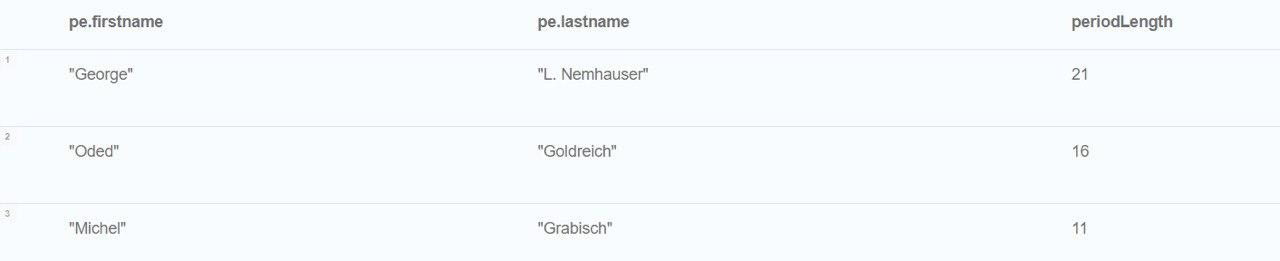 pe.firstname pe.lastname periodLength
1 "George" "L. Nemhauser" 21
2 "Oded" "Goldreich" 16
3 "Michel" "Grabisch" 11